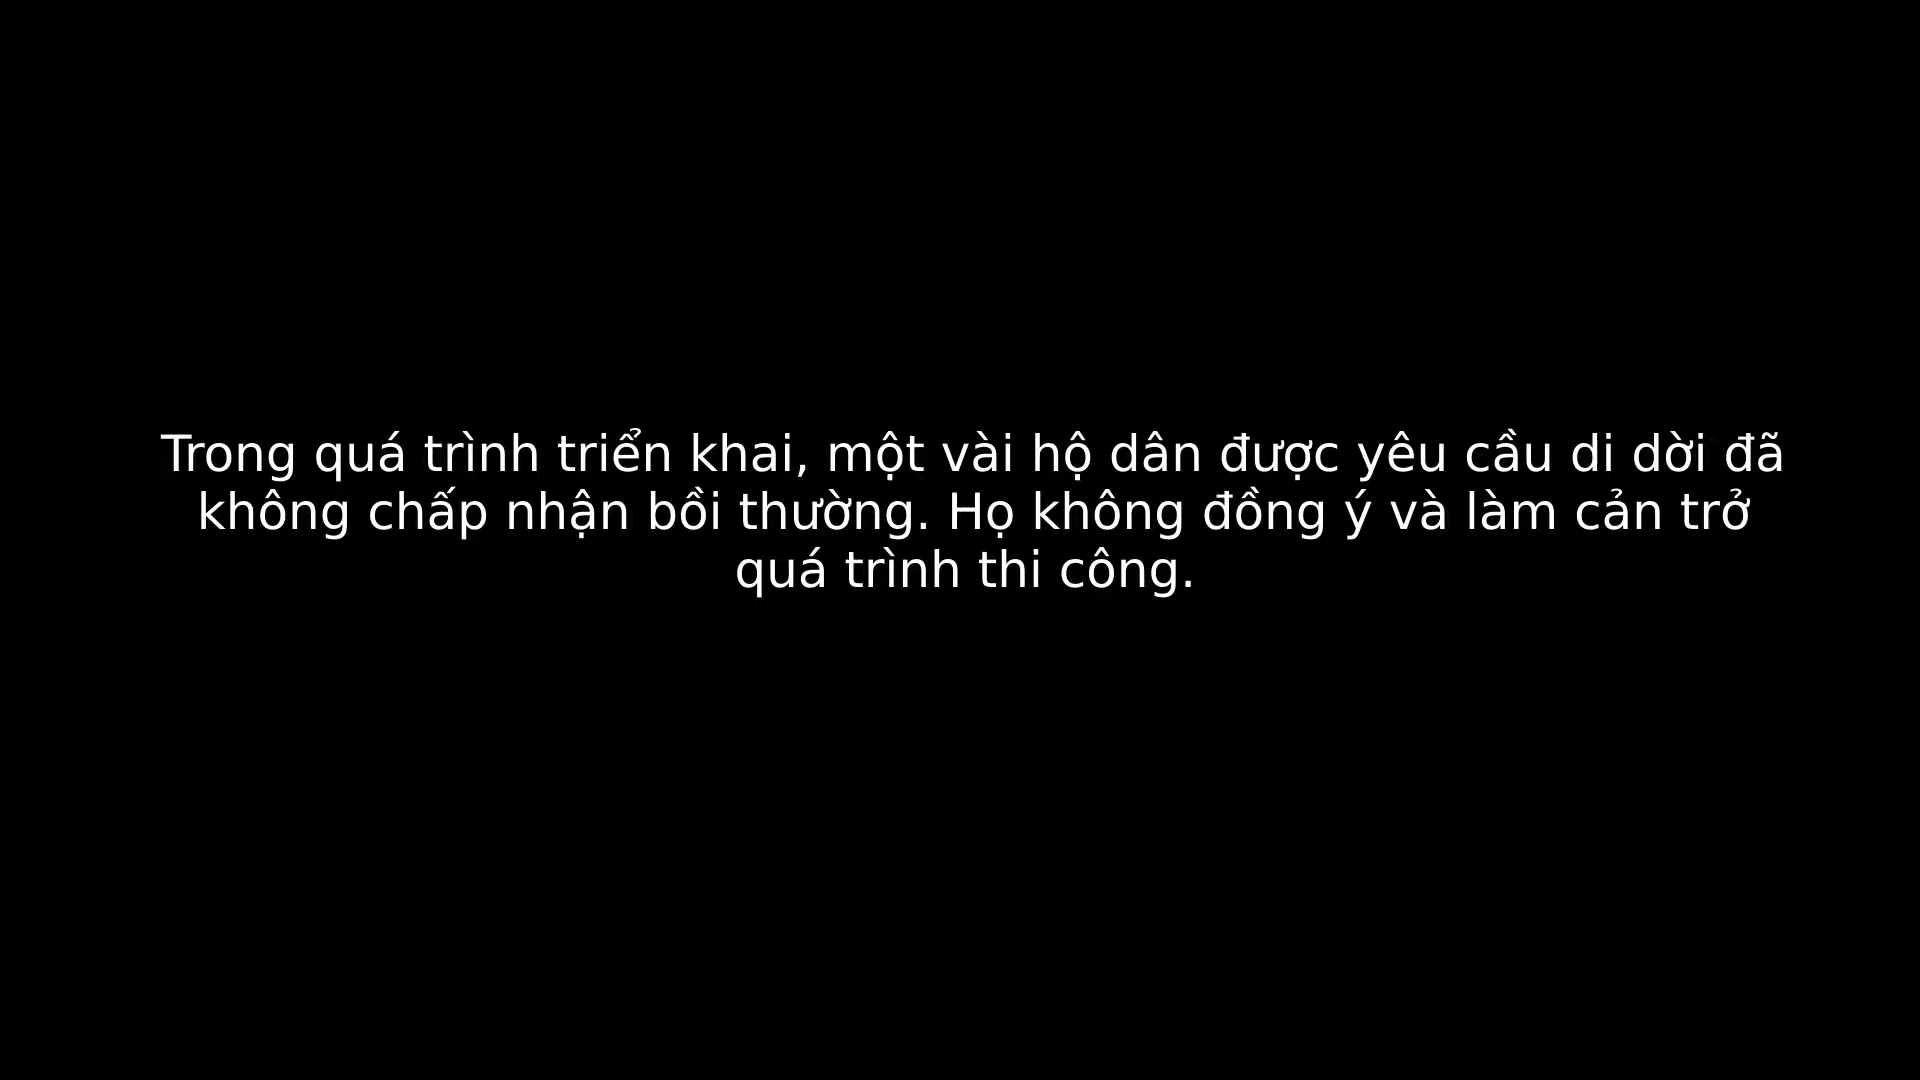 Trong quá trình triển khai, một vài hộ dân được yêu cầu di dời đã
không chấp nhận bồi thường. Họ không đồng ý và làm cản trở
quá trình thi công.